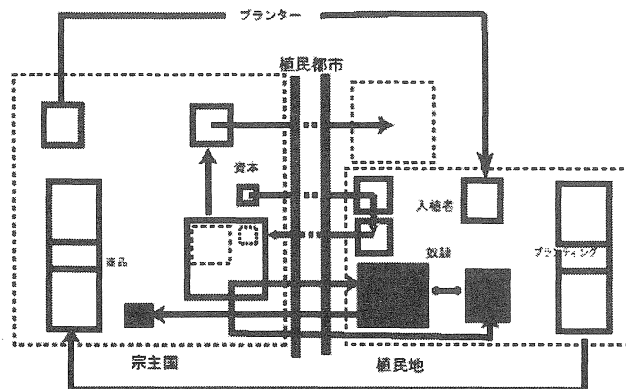 プランター
植民都市
資本
入植者
奴隷
プランティング
商品
宗主国
植民地